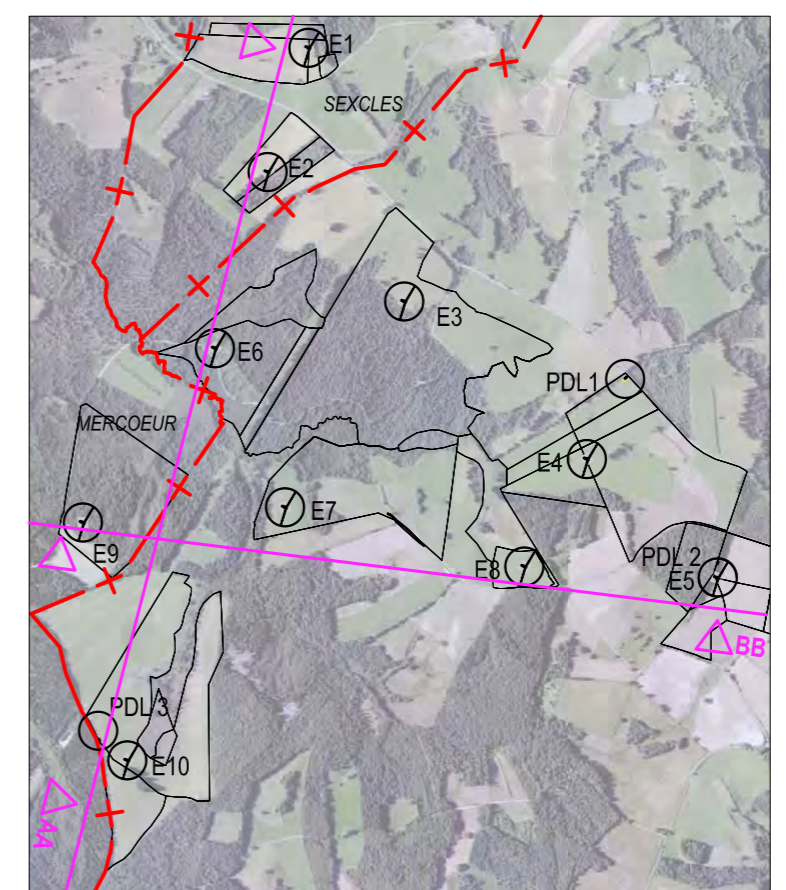 E1
SEXCLES
E2
E3
E6
PDL1
MERCOEUR
E4
E7
E9
E8
PDL 2
E5
BB
PDL 3
E10
AA